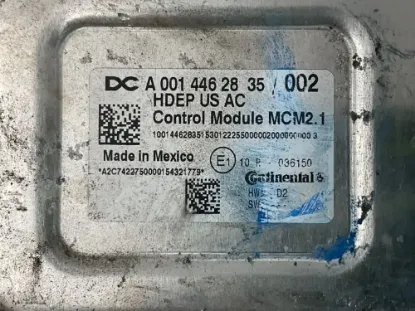 DC A 001 446 28 35 / 002
HDEP US AC
Control Module MCM2.1
Made in Mexico
E1 10 R 036150
*A2C7422750000154321779*
Continental
HW: D2
SW: